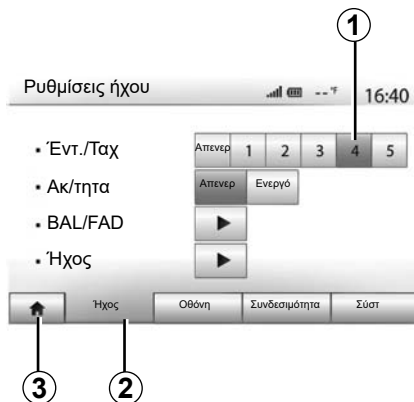 1
Ρυθμίσεις ήχου --°F 16:40
• Έντ./Ταχ Απενερ 1 2 3 4 5
• Ακ/τητα Απενερ Ενεργό
• BAL/FAD
• Ήχος
Ήχος Οθόνη Συνδεσιμότητα Σύστ
3 2